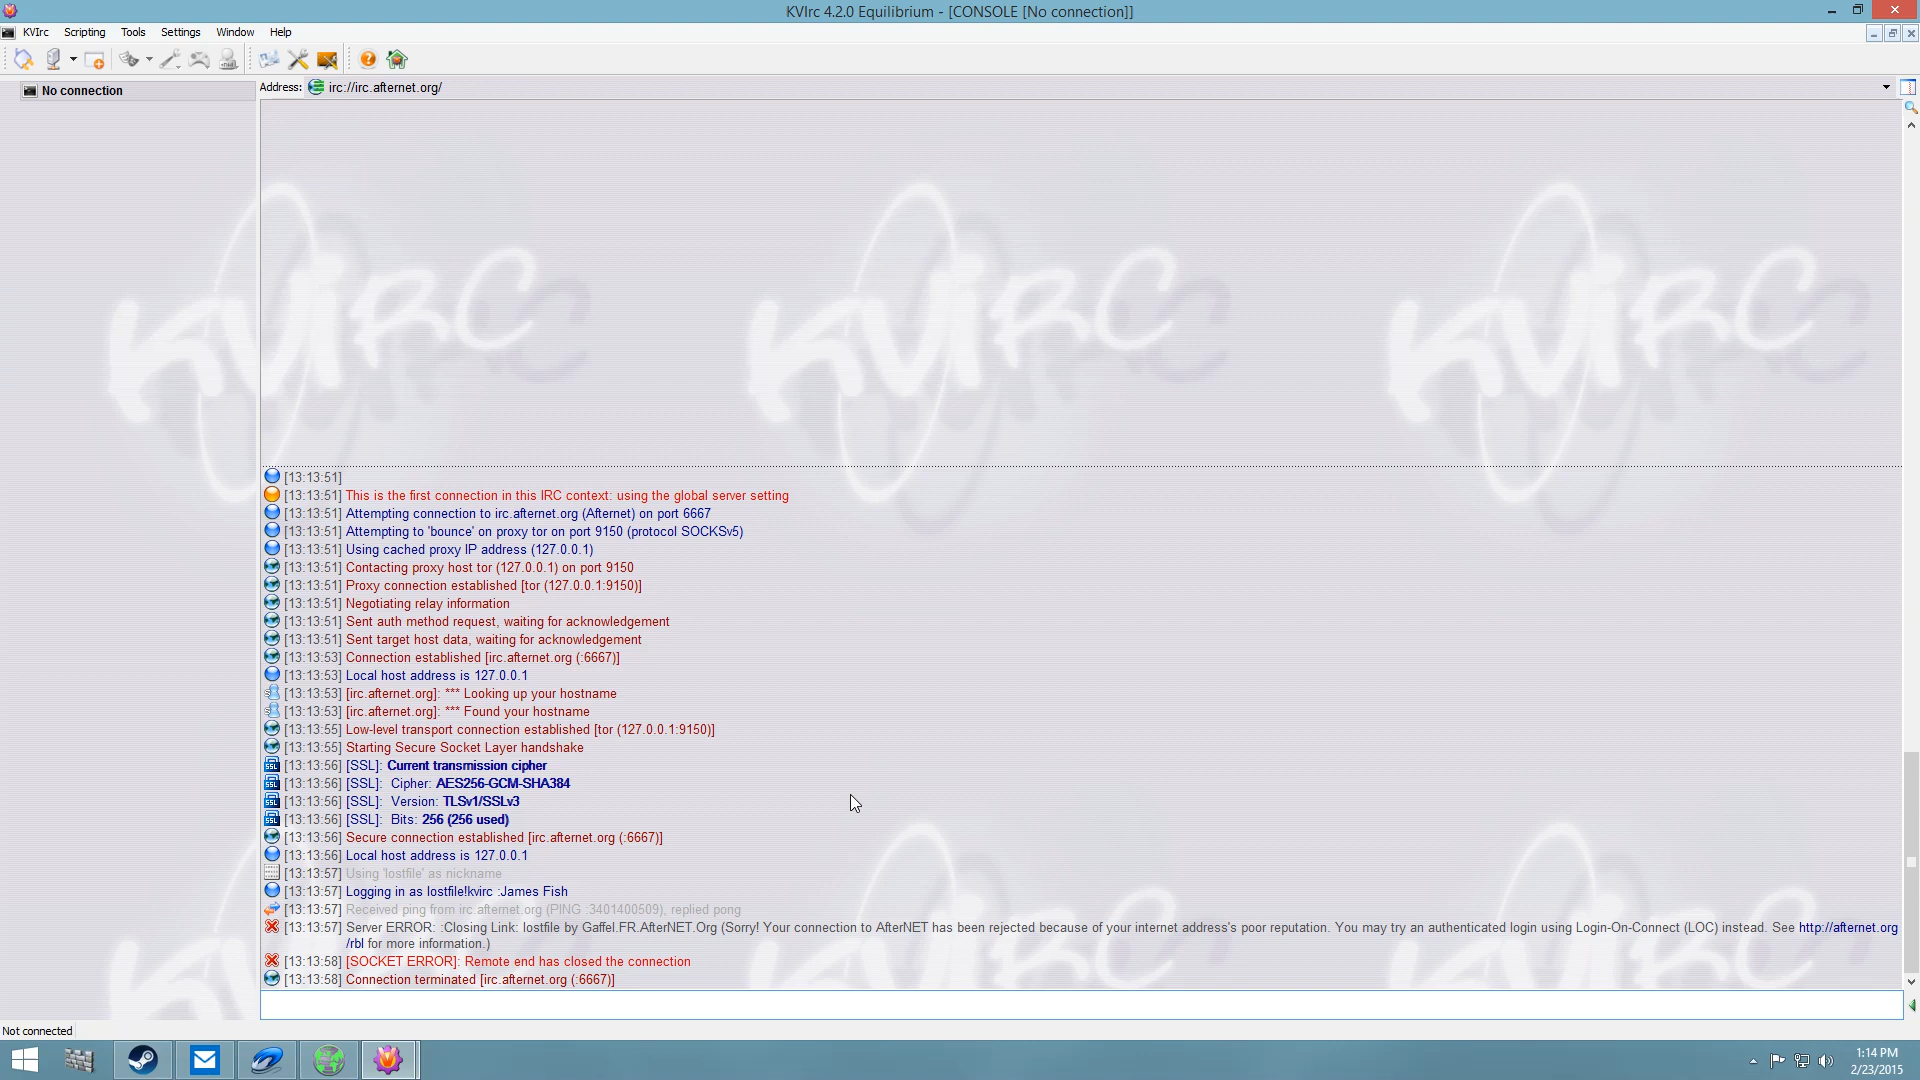 KVIrc 4.2.0 Equilibrium - [CONSOLE [No connection]]
KVIrc Scripting Tools Settings Window Help
No connection
Address: irc://irc.afternet.org/
[13:13:51]
[13:13:51] This is the first connection in this IRC context: using the global server setting
[13:13:51] Attempting connection to irc.afternet.org (Afternet) on port 6667
[13:13:51] Attempting to 'bounce' on proxy tor on port 9150 (protocol SOCKSv5)
[13:13:51] Using cached proxy IP address (127.0.0.1)
[13:13:51] Contacting proxy host tor (127.0.0.1) on port 9150
[13:13:51] Proxy connection established [tor (127.0.0.1:9150)]
[13:13:51] Negotiating relay information
[13:13:51] Sent auth method request, waiting for acknowledgement
[13:13:51] Sent target host data, waiting for acknowledgement
[13:13:53] Connection established [irc.afternet.org (:6667)]
[13:13:53] Local host address is 127.0.0.1
[13:13:53] [irc.afternet.org]: *** Looking up your hostname
[13:13:53] [irc.afternet.org]: *** Found your hostname
[13:13:55] Low-level transport connection established [tor (127.0.0.1:9150)]
[13:13:55] Starting Secure Socket Layer handshake
SSL [13:13:56] [SSL]: Current transmission cipher
SSL [13:13:56] [SSL]: Cipher: AES256-GCM-SHA384
SSL [13:13:56] [SSL]: Version: TLSv1/SSLv3
SSL [13:13:56] [SSL]: Bits: 256 (256 used)
[13:13:56] Secure connection established [irc.afternet.org (:6667)]
[13:13:56] Local host address is 127.0.0.1
[13:13:57] Using 'lostfile' as nickname
[13:13:57] Logging in as lostfile!kvirc :James Fish
[13:13:57] Received ping from irc.afternet.org (PING :3401400509), replied pong
[13:13:57] Server ERROR: :Closing Link: lostfile by Gaffel.FR.AfterNET.Org (Sorry! Your connection to AfterNET has been rejected because of your internet address's poor reputation. You may try an authenticated login using Login-On-Connect (LOC) instead. See http://afternet.org
/rbl for more information.)
[13:13:58] [SOCKET ERROR]: Remote end has closed the connection
[13:13:58] Connection terminated [irc.afternet.org (:6667)]
KVIrc KVIrc KVIrc
Not connected
1:14 PM
2/23/2015